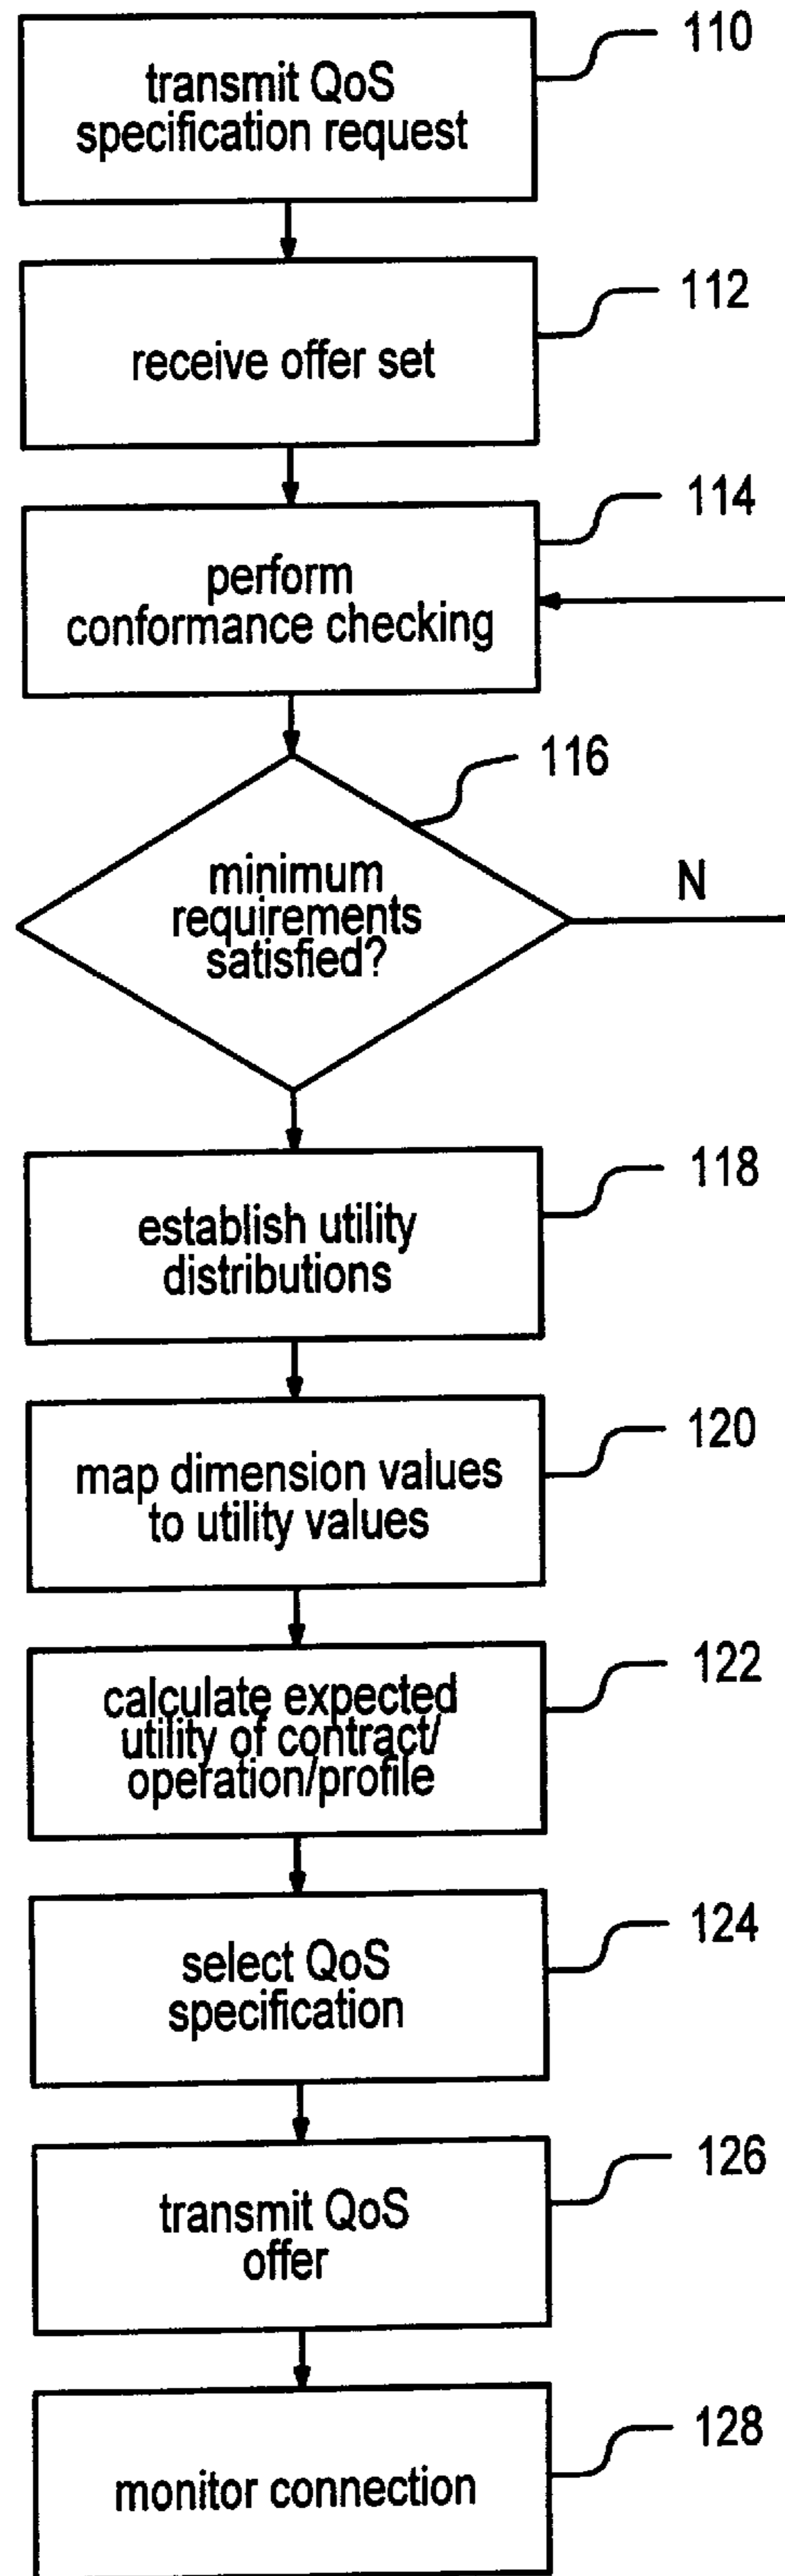 110
transmit QoS
specification request
112
receive offer set
114
perform
conformance checking
116
minimum
requirements
satisfied?
N
118
establish utility
distributions
120
map dimension values
to utility values
122
calculate expected
utility of contract/
operation/profile
124
select QoS
specification
126
transmit QoS
offer
128
monitor connection